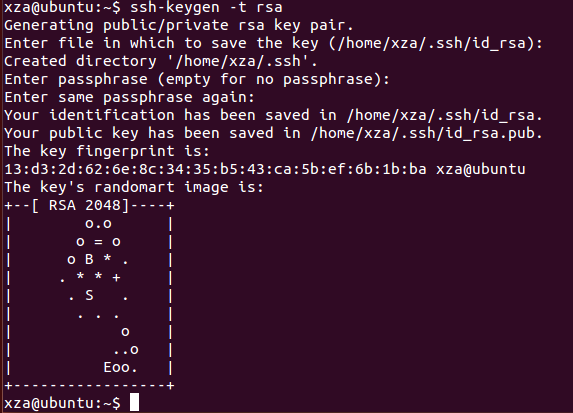 xza@ubuntu:~$ ssh-keygen -t rsa
Generating public/private rsa key pair.
Enter file in which to save the key (/home/xza/.ssh/id_rsa):
Created directory '/home/xza/.ssh'.
Enter passphrase (empty for no passphrase):
Enter same passphrase again:
Your identification has been saved in /home/xza/.ssh/id_rsa.
Your public key has been saved in /home/xza/.ssh/id_rsa.pub.
The key fingerprint is:
13:d3:2d:62:6e:8c:34:35:b5:43:ca:5b:ef:6b:1b:ba xza@ubuntu
The key's randomart image is:
+--[ RSA 2048]----+
|        o.o      |
|       o = o     |
|      o B * .    |
|     . * * +     |
|      . S   .    |
|       . . .     |
|            o    |
|           ..o   |
|          Eoo.   |
+-----------------+
xza@ubuntu:~$